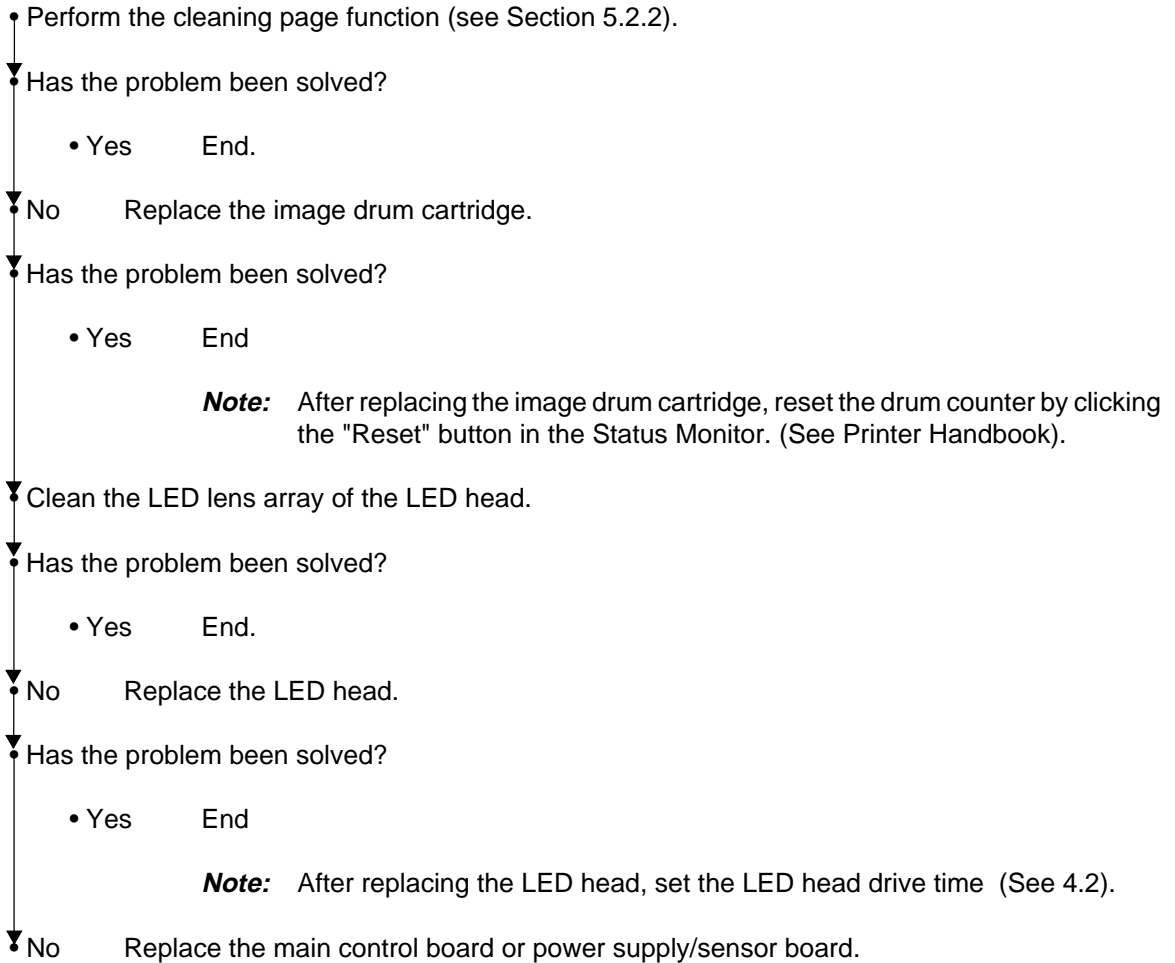 • Perform the cleaning page function (see Section 5.2.2).
• Has the problem been solved?
• Yes End.
• No Replace the image drum cartridge.
• Has the problem been solved?
• Yes End
Note: After replacing the image drum cartridge, reset the drum counter by clicking
the "Reset" button in the Status Monitor. (See Printer Handbook).
• Clean the LED lens array of the LED head.
• Has the problem been solved?
• Yes End.
• No Replace the LED head.
• Has the problem been solved?
• Yes End
Note: After replacing the LED head, set the LED head drive time (See 4.2).
• No Replace the main control board or power supply/sensor board.